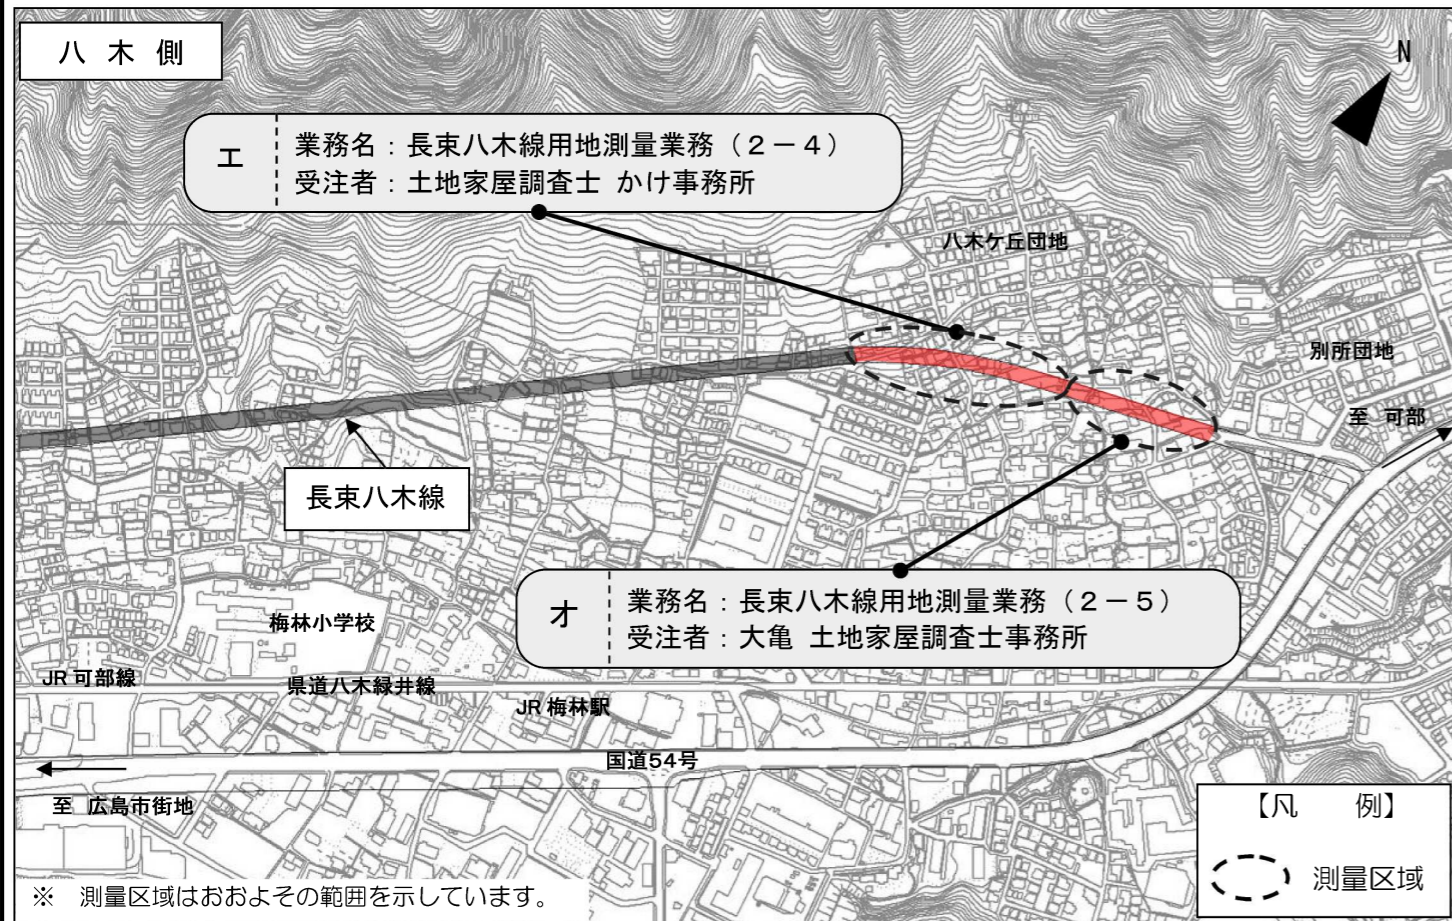 八 木 側
N
エ
業務名：長束八木線用地測量業務（２－４）
受注者：土地家屋調査士 かけ事務所
八木ケ丘団地
別所団地
至 可部
長束八木線
オ
業務名：長束八木線用地測量業務（２－５）
受注者：大亀 土地家屋調査士事務所
梅林小学校
JR 可部線
県道八木緑井線
JR 梅林駅
国道54号
至 広島市街地
【凡　　例】
測量区域
※　測量区域はおおよその範囲を示しています。